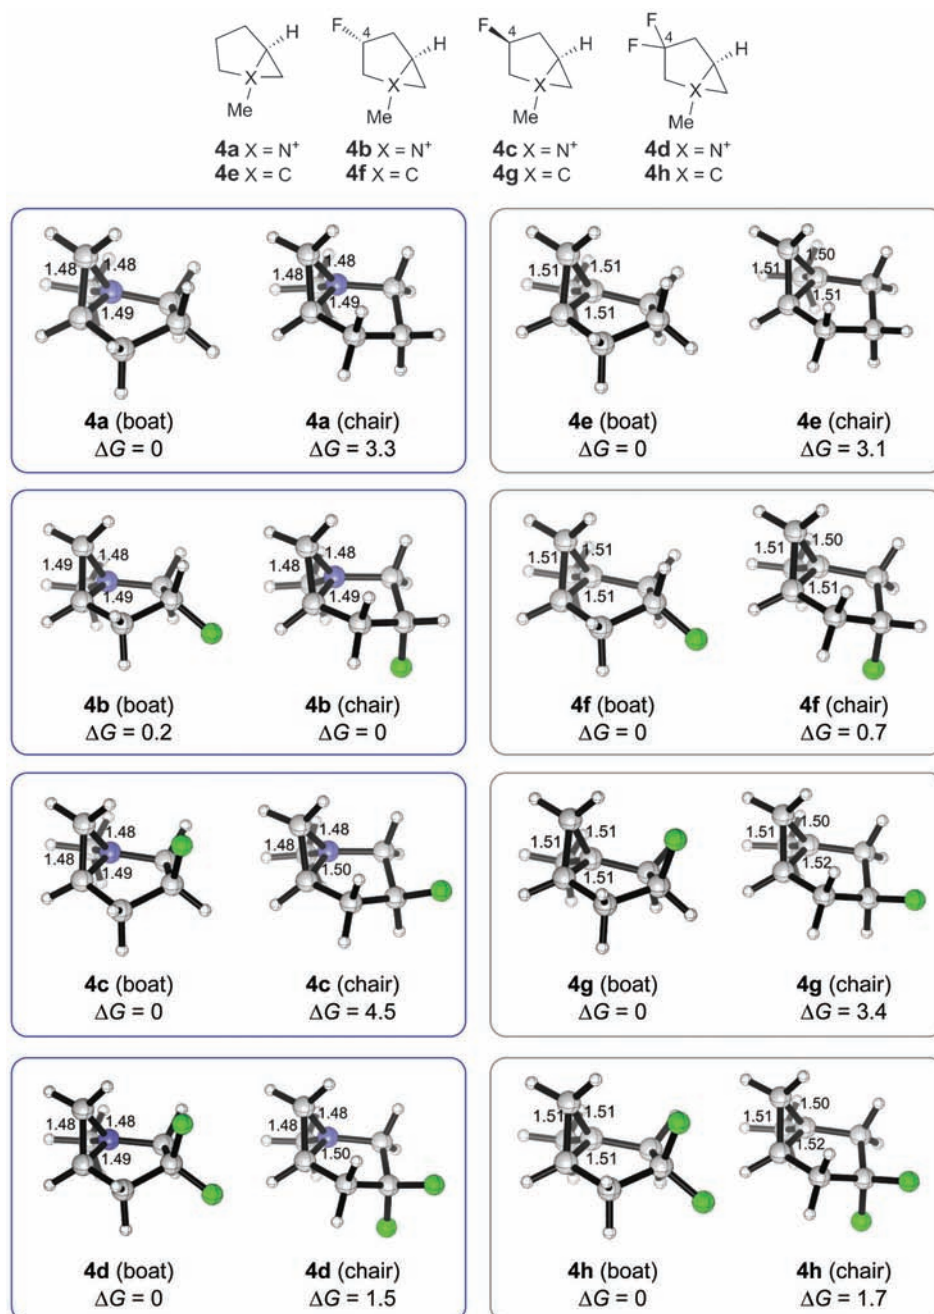 F 4 H F 4 H F F 4 H
H
X X X X
Me Me Me Me
4a X = N⁺ 4b X = N⁺ 4c X = N⁺ 4d X = N⁺
4e X = C 4f X = C 4g X = C 4h X = C
1.48 1.48 1.49
1.48 1.48 1.49
1.51 1.51 1.51
1.50 1.51 1.51
4a (boat) 4a (chair) 4e (boat) 4e (chair)
ΔG = 0 ΔG = 3.3 ΔG = 0 ΔG = 3.1
1.49 1.48 1.49
1.48 1.48 1.49
1.51 1.51 1.51
1.51 1.50 1.51
4b (boat) 4b (chair) 4f (boat) 4f (chair)
ΔG = 0.2 ΔG = 0 ΔG = 0 ΔG = 0.7
1.48 1.48 1.49
1.48 1.48 1.50
1.51 1.51 1.51
1.51 1.50 1.52
4c (boat) 4c (chair) 4g (boat) 4g (chair)
ΔG = 0 ΔG = 4.5 ΔG = 0 ΔG = 3.4
1.48 1.48 1.49
1.48 1.48 1.50
1.51 1.51 1.51
1.51 1.50 1.52
4d (boat) 4d (chair) 4h (boat) 4h (chair)
ΔG = 0 ΔG = 1.5 ΔG = 0 ΔG = 1.7